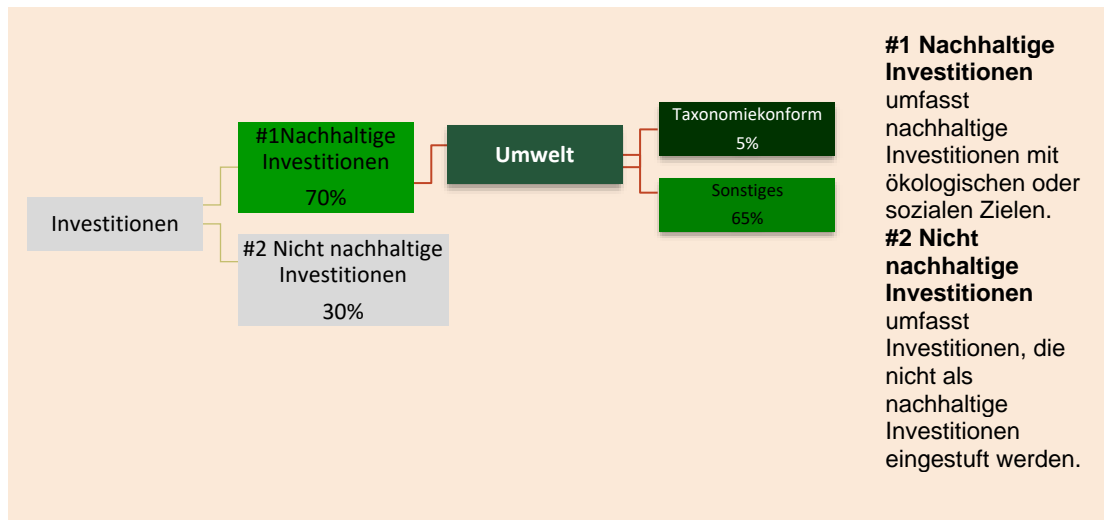 Investitionen
#1Nachhaltige
Investitionen
70%
#2 Nicht nachhaltige
Investitionen
30%
Umwelt
Taxonomiekonform
5%
Sonstiges
65%
#1 Nachhaltige
Investitionen
umfasst
nachhaltige
Investitionen mit
ökologischen oder
sozialen Zielen.
#2 Nicht
nachhaltige
Investitionen
umfasst
Investitionen, die
nicht als
nachhaltige
Investitionen
eingestuft werden.